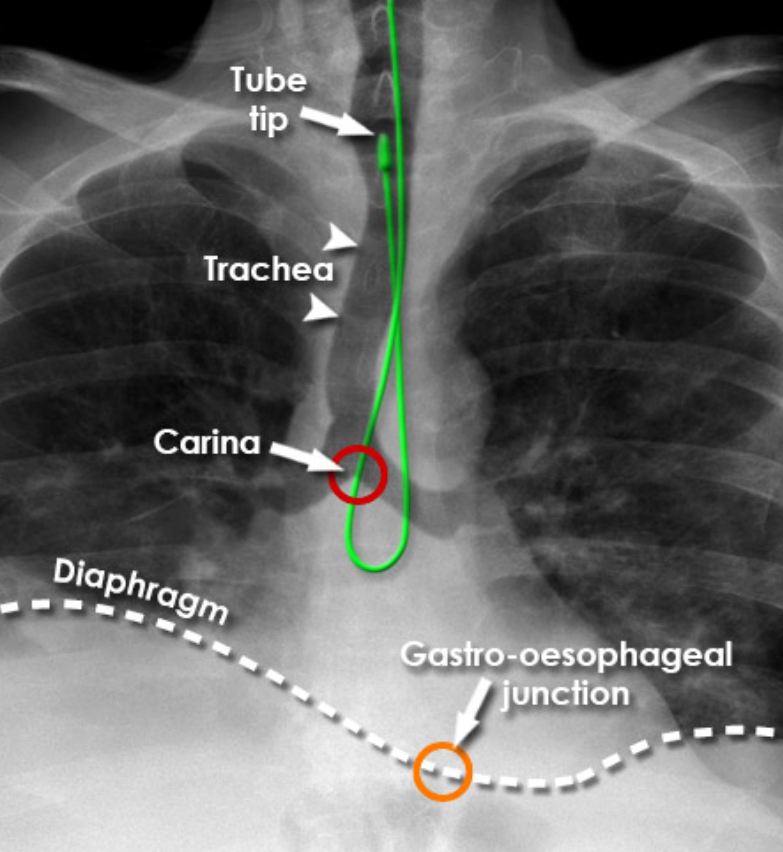 Tube
tip
Trachea
Carina
Diaphragm
Gastro-oesophageal
junction